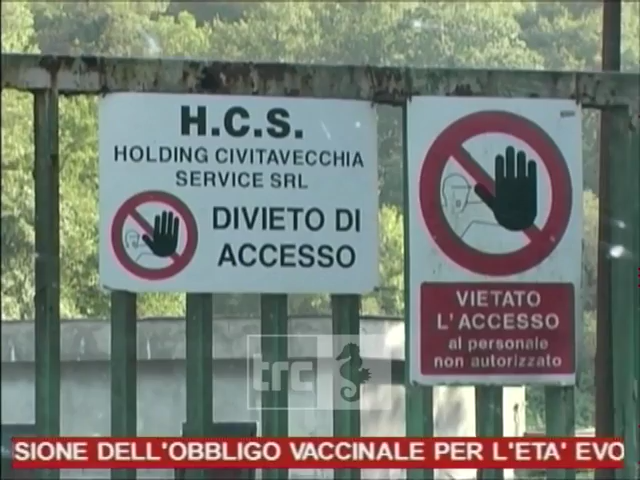 H.C.S.
HOLDING CIVITAVECCHIA
SERVICE SRL
DIVIETO DI
ACCESSO
VIETATO
L'ACCESSO
al personale
non autorizzato
trc
SIONE DELL'OBBLIGO VACCINALE PER L'ETA' EVO